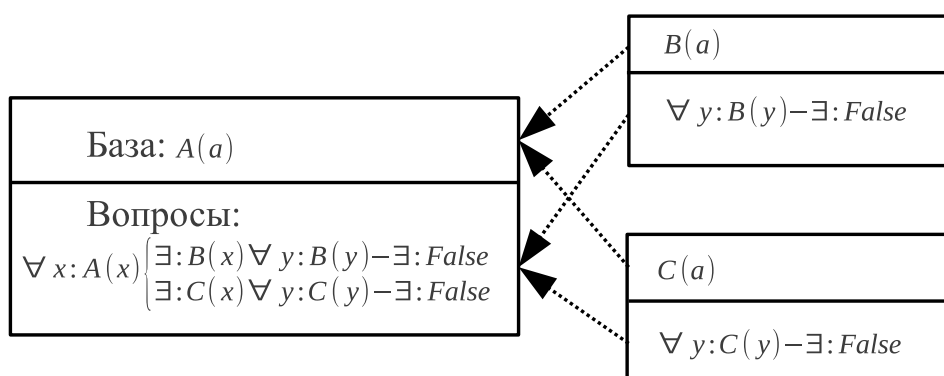 База: A(a)
Вопросы:
∀ x: A(x) { ∃: B(x) ∀ y: B(y) − ∃: False
∃: C(x) ∀ y: C(y) − ∃: False
B(a)
∀ y: B(y) − ∃: False
C(a)
∀ y: C(y) − ∃: False